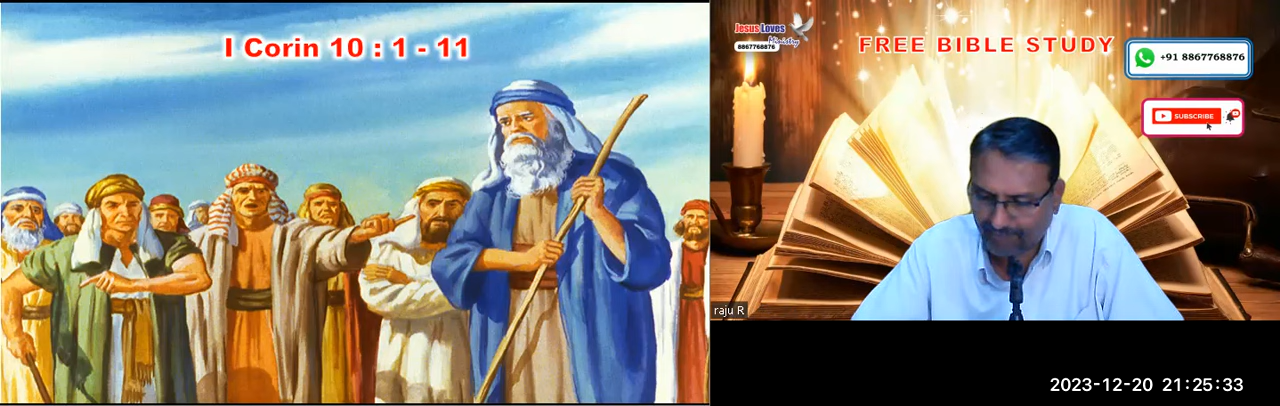 I Corin 10 : 1 - 11
Jesus Loves
Ministry
8867768876
FREE BIBLE STUDY
+91 8867768876
SUBSCRIBE
raju R
2023-12-20 21:25:33